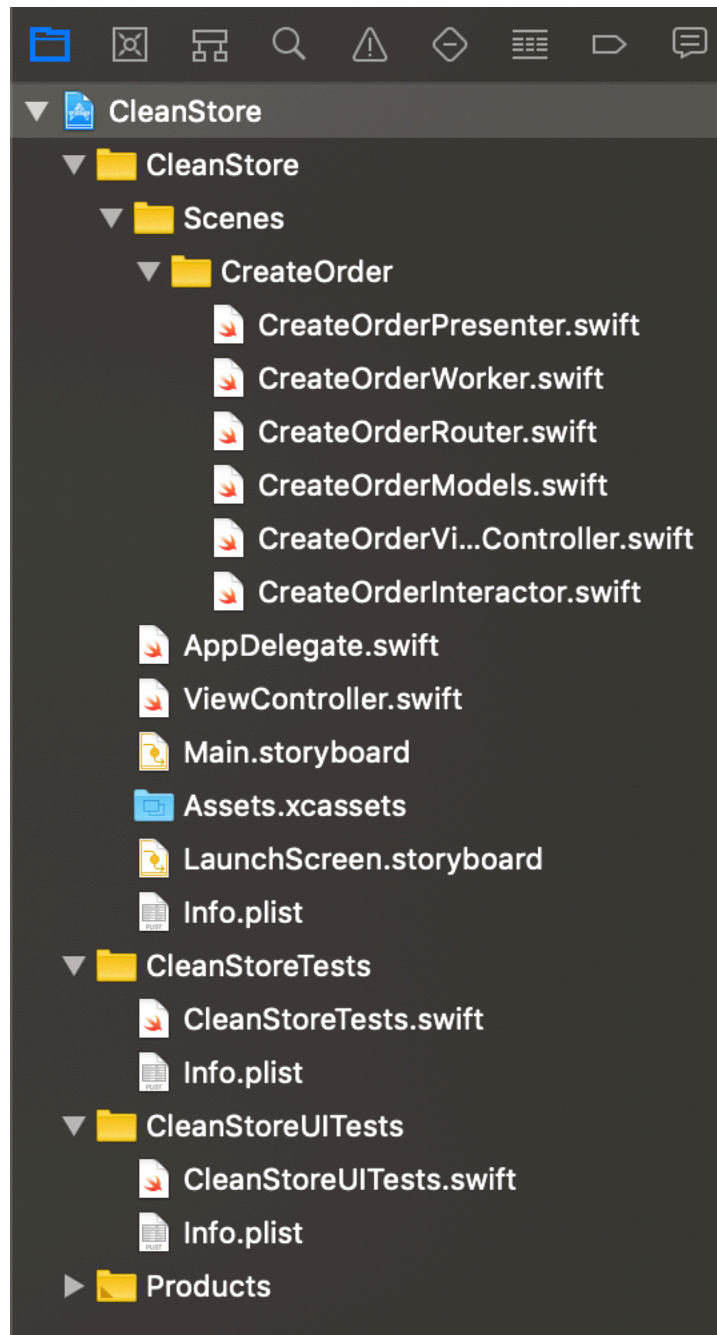 CleanStore
CleanStore
Scenes
CreateOrder
CreateOrderPresenter.swift
CreateOrderWorker.swift
CreateOrderRouter.swift
CreateOrderModels.swift
CreateOrderVi...Controller.swift
CreateOrderInteractor.swift
AppDelegate.swift
ViewController.swift
Main.storyboard
Assets.xcassets
LaunchScreen.storyboard
Info.plist
CleanStoreTests
CleanStoreTests.swift
Info.plist
CleanStoreUITests
CleanStoreUITests.swift
Info.plist
Products